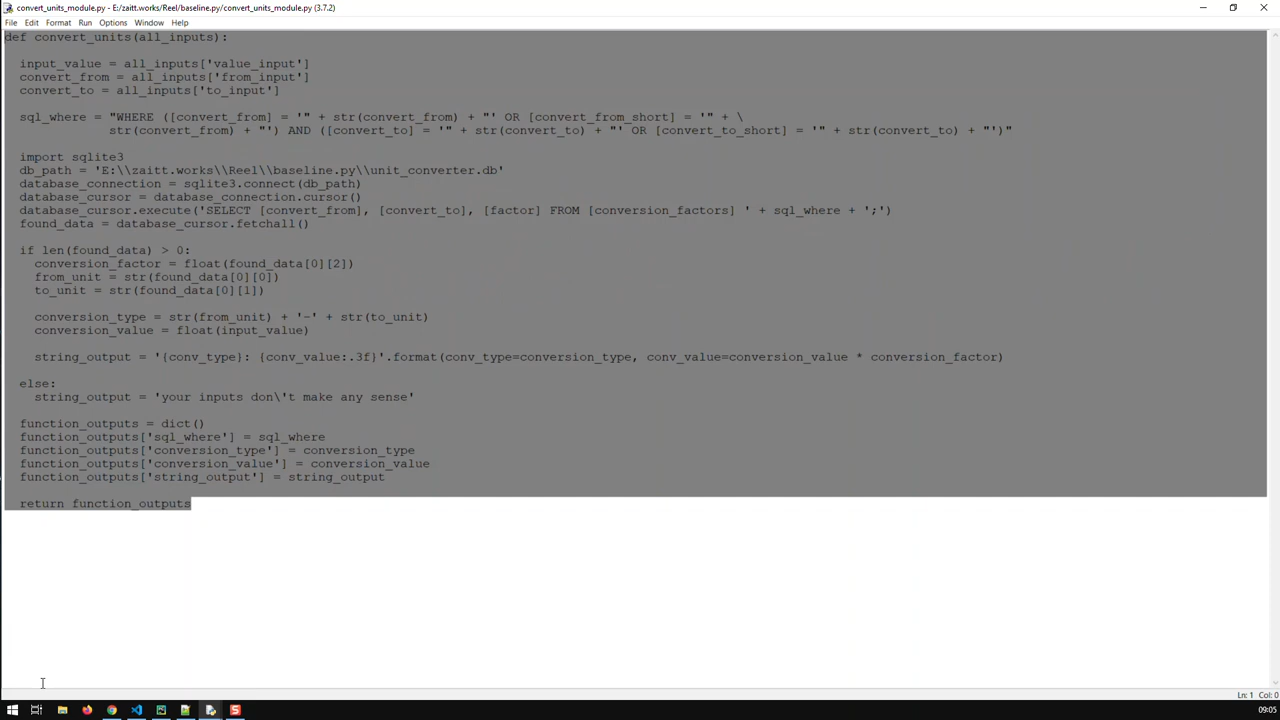 convert_units_module.py - E:/zaitt.works/Reel/baseline.py/convert_units_module.py (3.7.2)
File Edit Format Run Options Window Help
def convert_units(all_inputs):
  input_value = all_inputs['value_input']
  convert_from = all_inputs['from_input']
  convert_to = all_inputs['to_input']
  sql_where = "WHERE ([convert_from] = '" + str(convert_from) + "' OR [convert_from_short] = '" + \
              str(convert_from) + "') AND ([convert_to] = '" + str(convert_to) + "' OR [convert_to_short] = '" + str(convert_to) + "')"
  import sqlite3
  db_path = 'E:\\zaitt.works\\Reel\\baseline.py\\unit_converter.db'
  database_connection = sqlite3.connect(db_path)
  database_cursor = database_connection.cursor()
  database_cursor.execute('SELECT [convert_from], [convert_to], [factor] FROM [conversion_factors] ' + sql_where + ';')
  found_data = database_cursor.fetchall()
  if len(found_data) > 0:
    conversion_factor = float(found_data[0][2])
    from_unit = str(found_data[0][0])
    to_unit = str(found_data[0][1])
    conversion_type = str(from_unit) + '-' + str(to_unit)
    conversion_value = float(input_value)
    string_output = '{conv_type}: {conv_value:.3f}'.format(conv_type=conversion_type, conv_value=conversion_value * conversion_factor)
  else:
    string_output = 'your inputs don\'t make any sense'
  function_outputs = dict()
  function_outputs['sql_where'] = sql_where
  function_outputs['conversion_type'] = conversion_type
  function_outputs['conversion_value'] = conversion_value
  function_outputs['string_output'] = string_output
  return function_outputs
Ln: 1 Col: 0
09:05